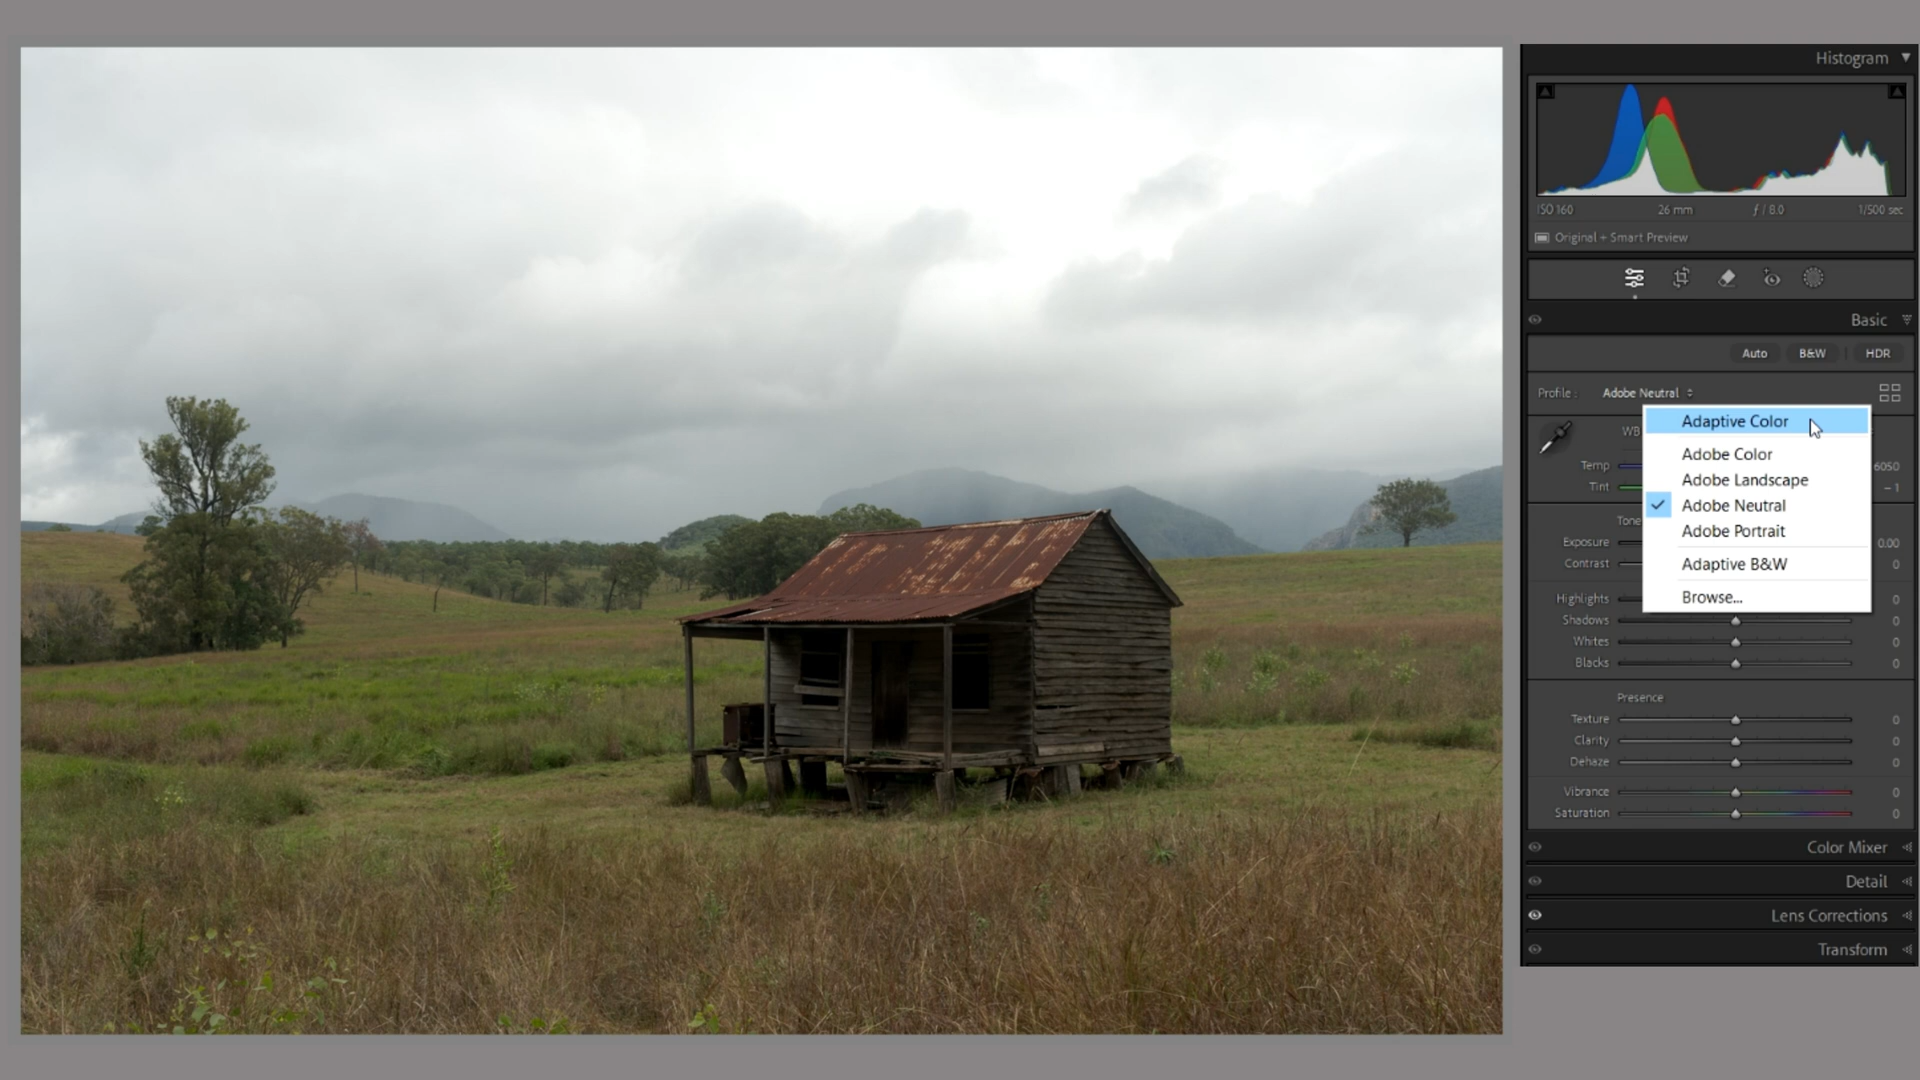 Histogram
ISO 160 26 mm ƒ / 8.0 1/500 sec
Original + Smart Preview
Basic
Auto B&W HDR
Profile : Adobe Neutral
Adaptive Color
Adobe Color
Adobe Landscape
Adobe Neutral
Adobe Portrait
Adaptive B&W
Browse...
WB
Temp 6050
Tint – 1
Tone
Exposure 0.00
Contrast 0
Highlights 0
Shadows 0
Whites 0
Blacks 0
Presence
Texture 0
Clarity 0
Dehaze 0
Vibrance 0
Saturation 0
Color Mixer
Detail
Lens Corrections
Transform